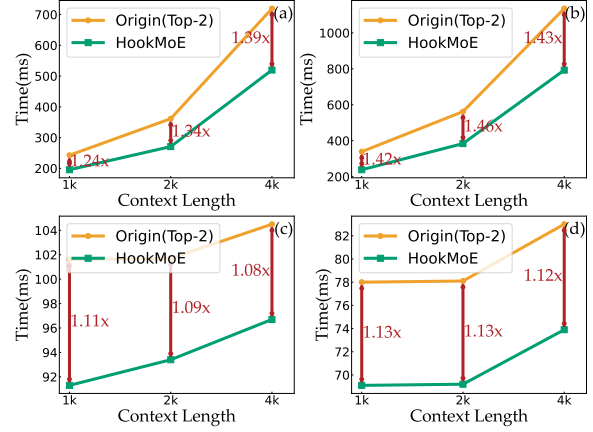 (a)
Origin(Top-2)
HookMoE
Time(ms)
700
600
500
400
300
200
1.24x
1.34x
1.39x
1k
2k
4k
Context Length
(b)
Origin(Top-2)
HookMoE
Time(ms)
1000
800
600
400
200
1.42x
1.46x
1.43x
1k
2k
4k
Context Length
(c)
Origin(Top-2)
HookMoE
Time(ms)
104
102
100
98
96
94
92
1.11x
1.09x
1.08x
1k
2k
4k
Context Length
(d)
Origin(Top-2)
HookMoE
Time(ms)
82
80
78
76
74
72
70
1.13x
1.13x
1.12x
1k
2k
4k
Context Length